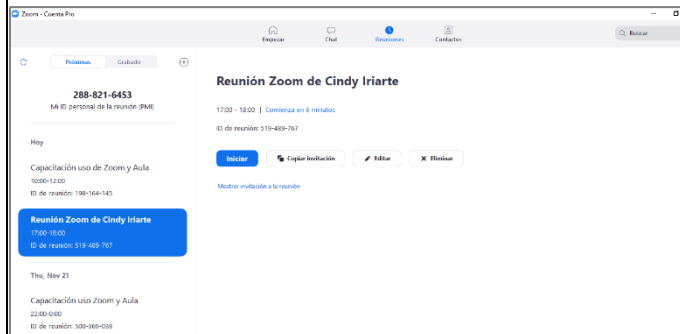 Zoom - Cuenta Pro
Empezar
Chat
Reuniones
Contactos
Buscar
Próximas
Grabado
288-821-6453
Mi ID personal de la reunión (PMI)
Hoy
Capacitación uso de Zoom y Aula
10:00-12:00
ID de reunión: 198-164-145
Reunión Zoom de Cindy Iriarte
17:00-18:00
ID de reunión: 519-489-767
Thu, Nov 21
Capacitación uso Zoom y Aula
22:00-0:00
ID de reunión: 500-369-038
Reunión Zoom de Cindy Iriarte
17:00 - 18:00 | Comienza en 6 minutos
ID de reunión: 519-489-767
Iniciar
Copiar invitación
Editar
Eliminar
Mostrar invitación a la reunión